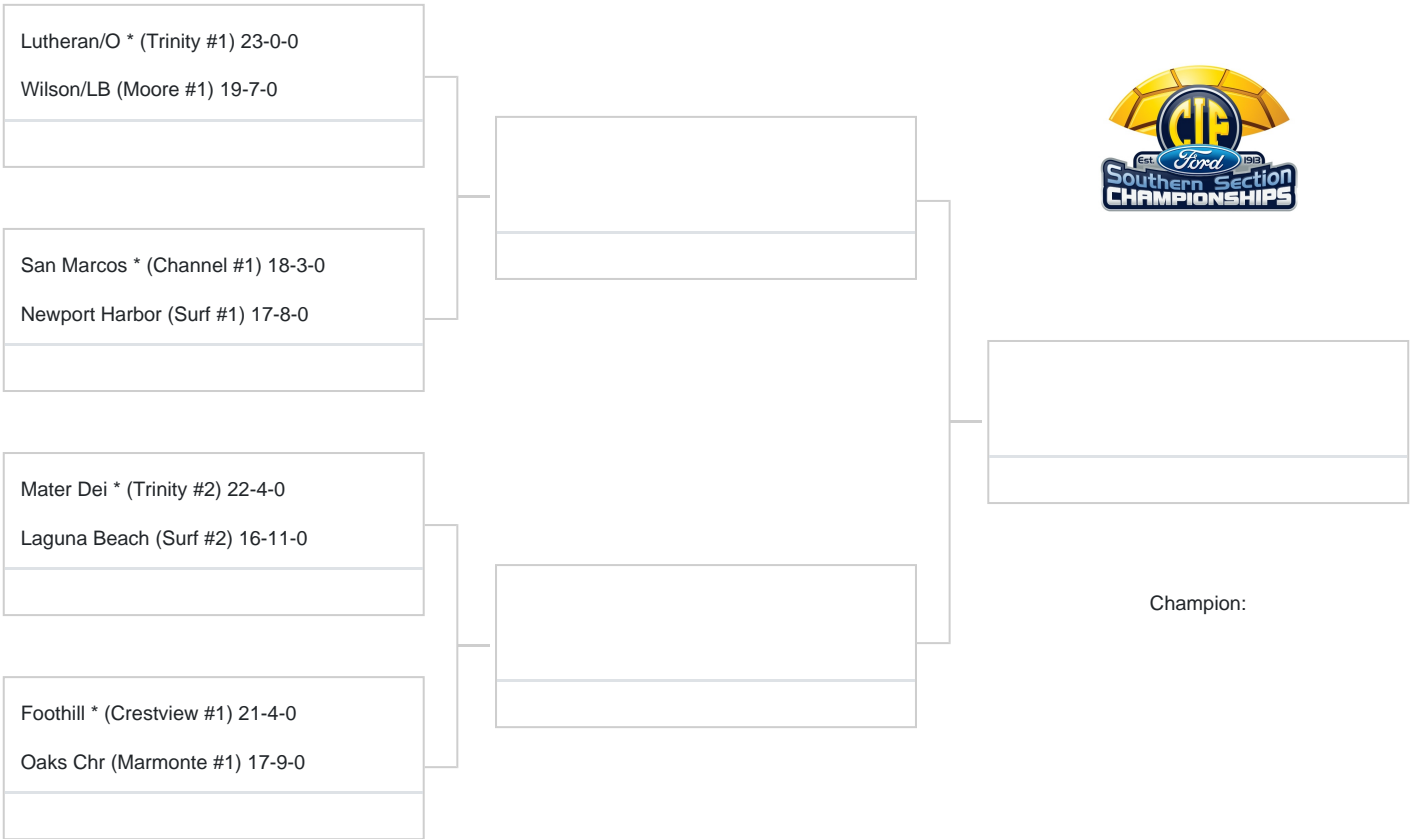 Lutheran/O * (Trinity #1) 23-0-0
Wilson/LB (Moore #1) 19-7-0
San Marcos * (Channel #1) 18-3-0
Newport Harbor (Surf #1) 17-8-0
Mater Dei * (Trinity #2) 22-4-0
Laguna Beach (Surf #2) 16-11-0
Foothill * (Crestview #1) 21-4-0
Oaks Chr (Marmonte #1) 17-9-0
CIF
Est. Ford 1913
Southern Section
CHAMPIONSHIPS
Champion: